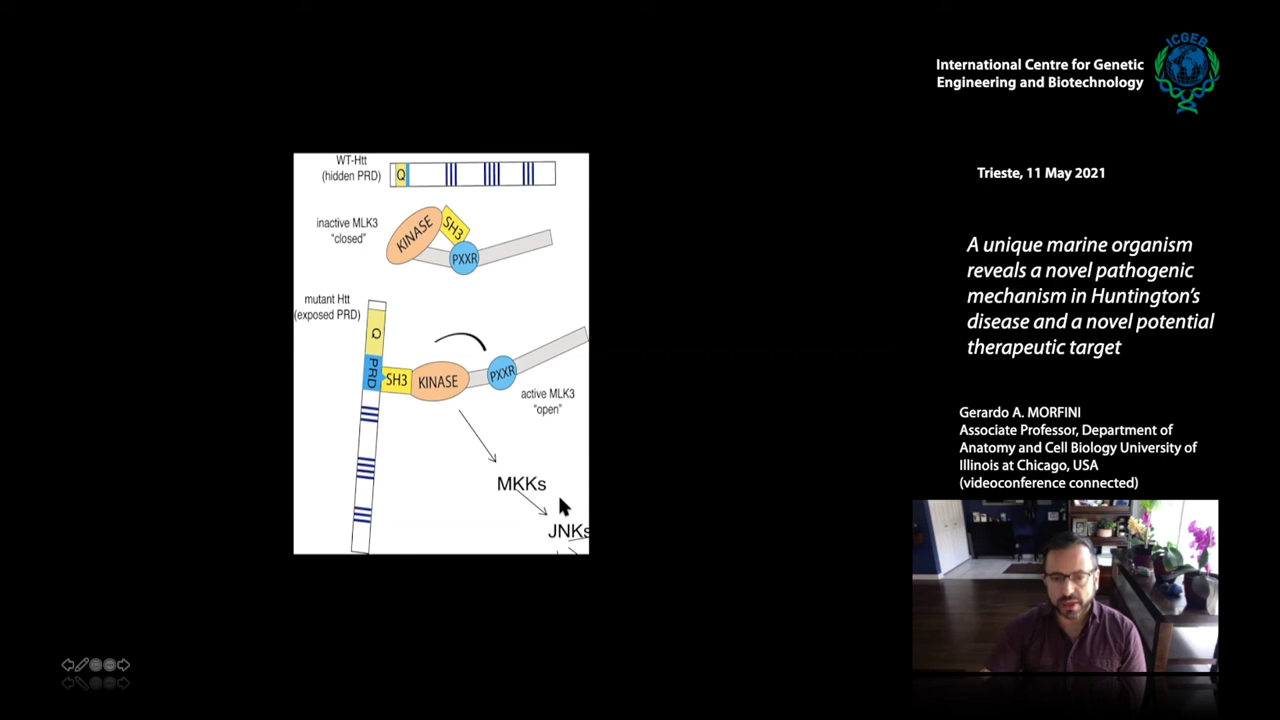 WT-Htt
(hidden PRD)
Q
inactive MLK3
“closed”
KINASE
SH3
PXXR
mutant Htt
(exposed PRD)
Q
PRD
SH3
KINASE
PXXR
active MLK3
“open”
MKKs
JNKs
ICGEB
International Centre for Genetic
Engineering and Biotechnology
Trieste, 11 May 2021
A unique marine organism
reveals a novel pathogenic
mechanism in Huntington’s
disease and a novel potential
therapeutic target
Gerardo A. MORFINI
Associate Professor, Department of
Anatomy and Cell Biology University of
Illinois at Chicago, USA
(videoconference connected)